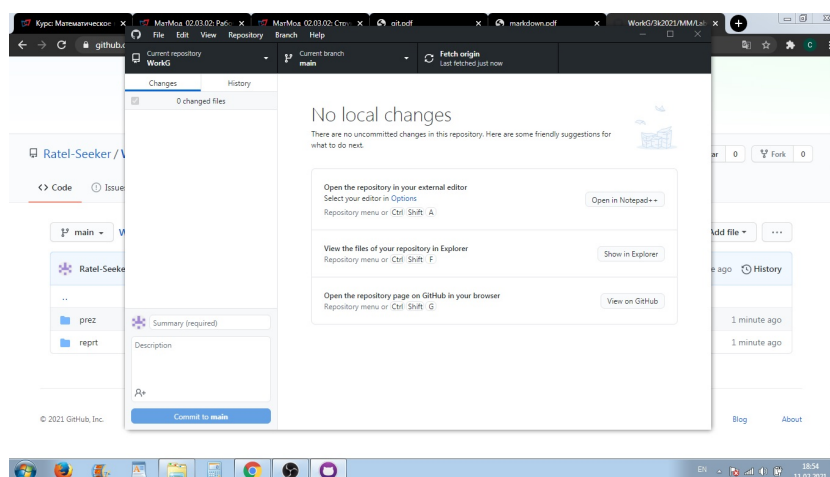 Курс: Математическое
МатМод 02.03.02: Рабо
МатМод 02.03.02: Стру
git.pdf
markdown.pdf
WorkG/3k2021/MM/Lab
File Edit View Repository Branch Help
github.c
Current repository
WorkG
Current branch
main
Fetch origin
Last fetched just now
Changes History
0 changed files
No local changes
There are no uncommitted changes in this repository. Here are some friendly suggestions for
what to do next.
Open the repository in your external editor
Select your editor in Options
Repository menu or Ctrl Shift A
Open in Notepad++
View the files of your repository in Explorer
Repository menu or Ctrl Shift F
Show in Explorer
Open the repository page on GitHub in your browser
Repository menu or Ctrl Shift G
View on GitHub
Summary (required)
Description
Commit to main
Ratel-Seeker /
ar 0 Fork 0
<> Code Issue
main
Add file
Ratel-Seeke
e ago History
..
prez 1 minute ago
reprt 1 minute ago
© 2021 GitHub, Inc.
Blog About
EN
18:54